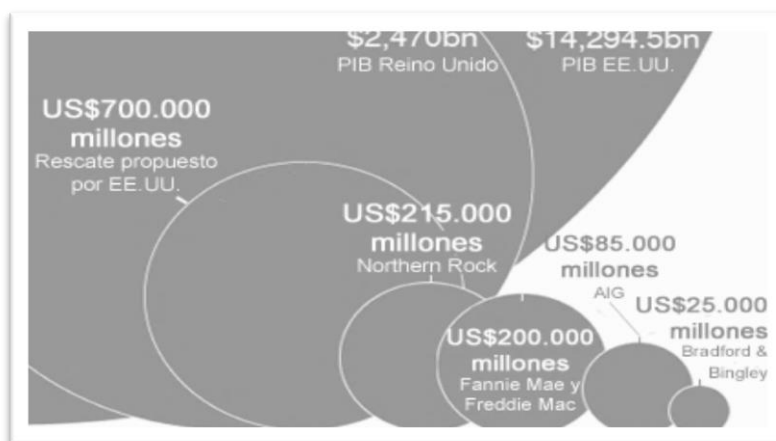 $2,470bn
PIB Reino Unido
$14,294.5bn
PIB EE.UU.
US$700.000
millones
Rescate propuesto
por EE.UU.
US$215.000
millones
Northern Rock
US$85.000
millones
AIG
US$25.000
millones
Bradford &
Bingley
US$200.000
millones
Fannie Mae y
Freddie Mac